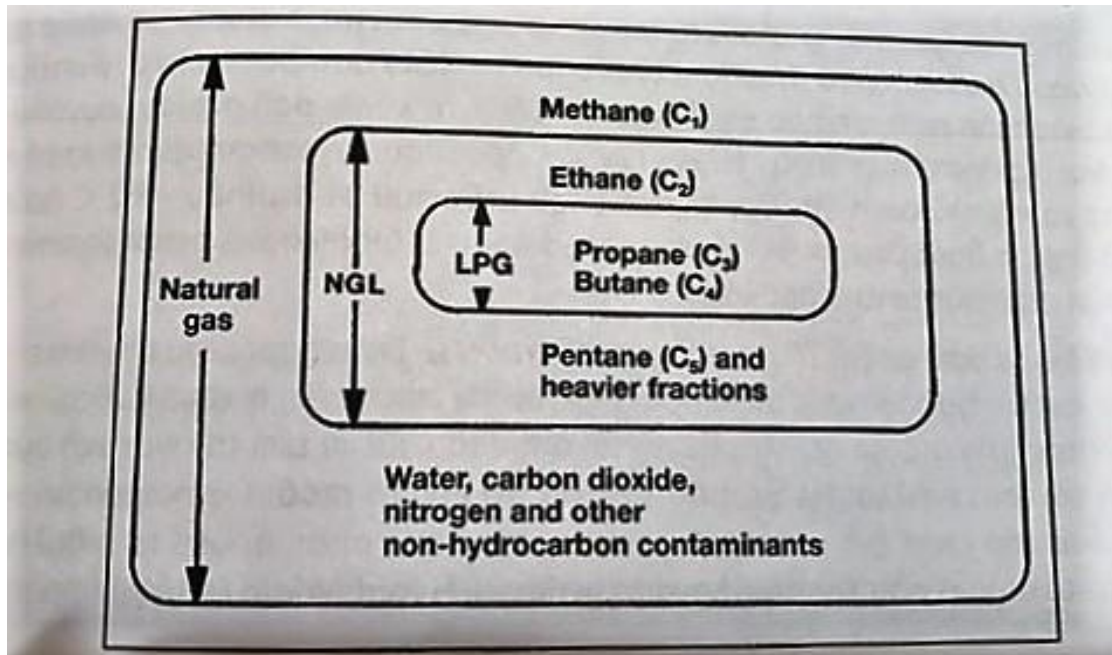 Methane (C₁)
Ethane (C₂)
Propane (C₃)
Butane (C₄)
LPG
NGL
Natural
gas
Pentane (C₅) and
heavier fractions
Water, carbon dioxide,
nitrogen and other
non-hydrocarbon contaminants